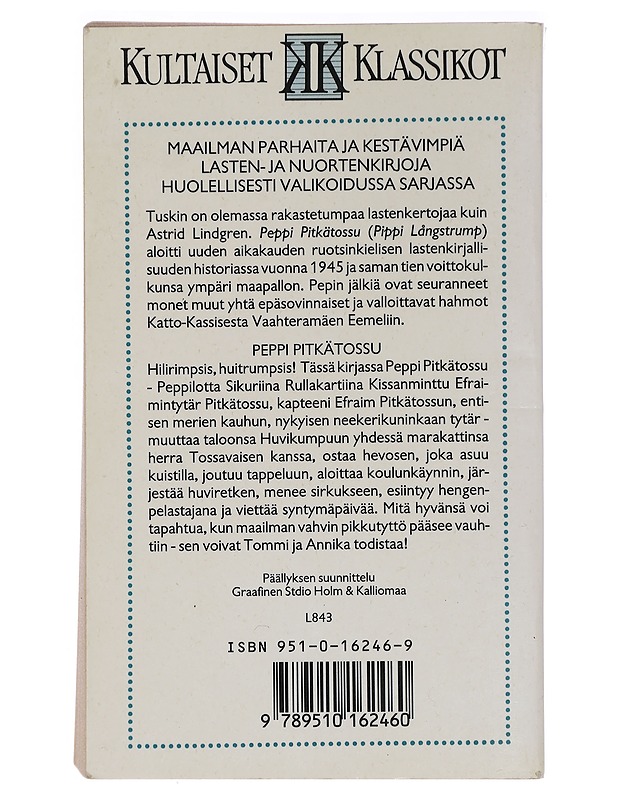 KULTAISET KK KLASSIKOT
MAAILMAN PARHAITA JA KESTÄVIMPIÄ
LASTEN- JA NUORTENKIRJOJA
HUOLELLISESTI VALIKOIDUSSA SARJASSA
Tuskin on olemassa rakastetumpaa lastenkertojaa kuin
Astrid Lindgren. Peppi Pitkätossu (Pippi Långstrump)
aloitti uuden aikakauden ruotsinkielisen lastenkirjalli-
suuden historiassa vuonna 1945 ja saman tien voittokul-
kunsa ympäri maapallon. Pepin jälkiä ovat seuranneet
monet muut yhtä epäsovinnaiset ja valloittavat hahmot
Katto-Kassisesta Vaahteramäen Eemeliin.
PEPPI PITKÄTOSSU
Hilirimpsis, huitrumpsis! Tässä kirjassa Peppi Pitkätossu
- Peppilotta Sikuriina Rullakartiina Kissanminttu Efrai-
mintytär Pitkätossu, kapteeni Efraim Pitkätossun, enti-
sen merien kauhun, nykyisen neekerikuninkaan tytär -
muuttaa taloonsa Huvikumpuun yhdessä marakattinsa
herra Tossavaisen kanssa, ostaa hevosen, joka asuu
kuistilla, joutuu tappeluun, aloittaa koulunkäynnin, jär-
jestää huviretken, menee sirkukseen, esiintyy hengen-
pelastajana ja viettää syntymäpäivää. Mitä hyvänsä voi
tapahtua, kun maailman vahvin pikkutyttö pääsee vauh-
tiin - sen voivat Tommi ja Annika todistaa!
Päällyksen suunnittelu
Graafinen Stdio Holm & Kalliomaa
L843
ISBN 951-0-16246-9
9 789510 162460